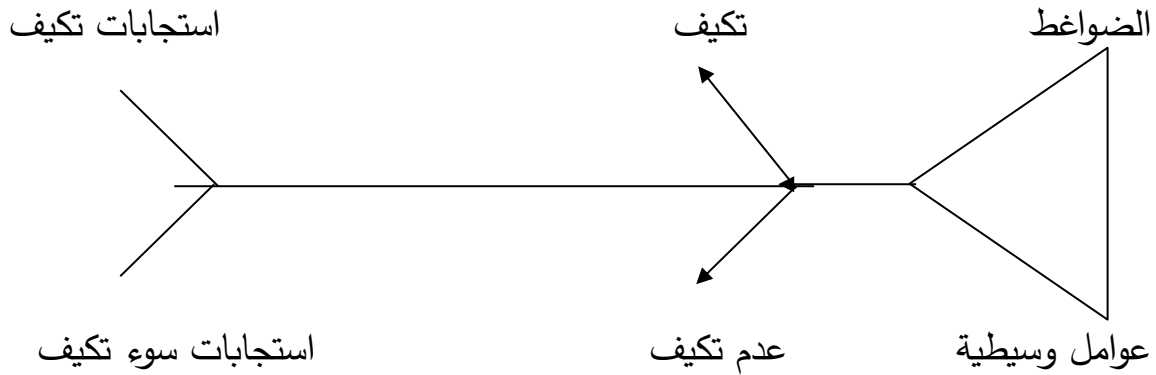 الضواغط
تكيف
استجابات تكيف
عوامل وسيطية
عدم تكيف
استجابات سوء تكيف